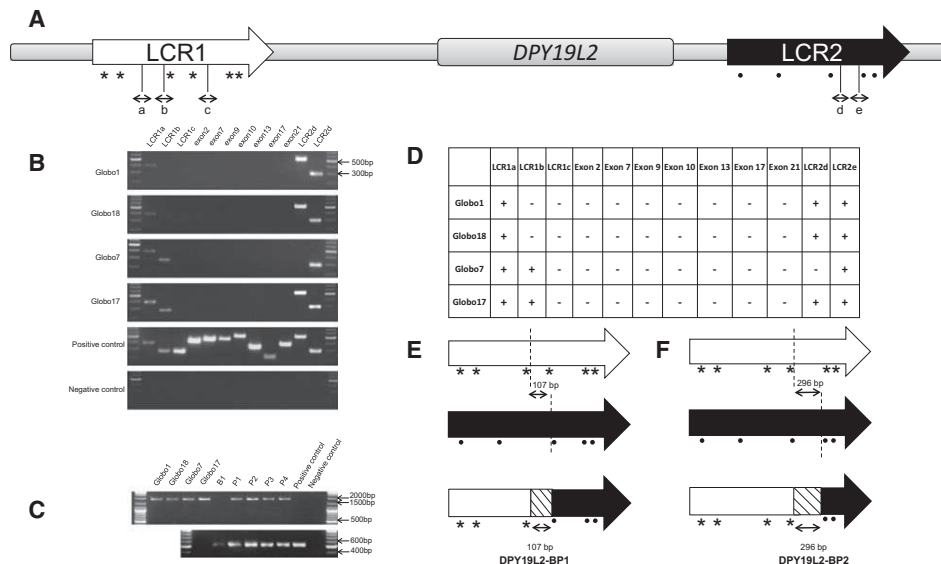 A
LCR1
DPY19L2
LCR2
* * * * **
a b c d e
B
LCR1a LCR1b LCR1c exon2 exon7 exon9 exon10 exon13 exon17 exon21 LCR2d LCR2d
Globo1
500bp
300bp
Globo18
Globo7
Globo17
Positive control
Negative control
C
Globo1 Globo18 Globo7 Globo17 B1 P1 P2 P3 P4 Positive control Negative control
2000bp
1500bp
500bp
600bp
400bp
D
LCR1a LCR1b LCR1c Exon 2 Exon 7 Exon 9 Exon 10 Exon 13 Exon 17 Exon 21 LCR2d LCR2e
Globo1 + - - - - - - - - - + +
Globo18 + - - - - - - - - - + +
Globo7 + + - - - - - - - - +
Globo17 + + - - - - - - - - + +
E
* * * * **
107 bp
* * *
107 bp
DPY19L2-BP1
F
* * * * **
296 bp
* * * *
296 bp
DPY19L2-BP2